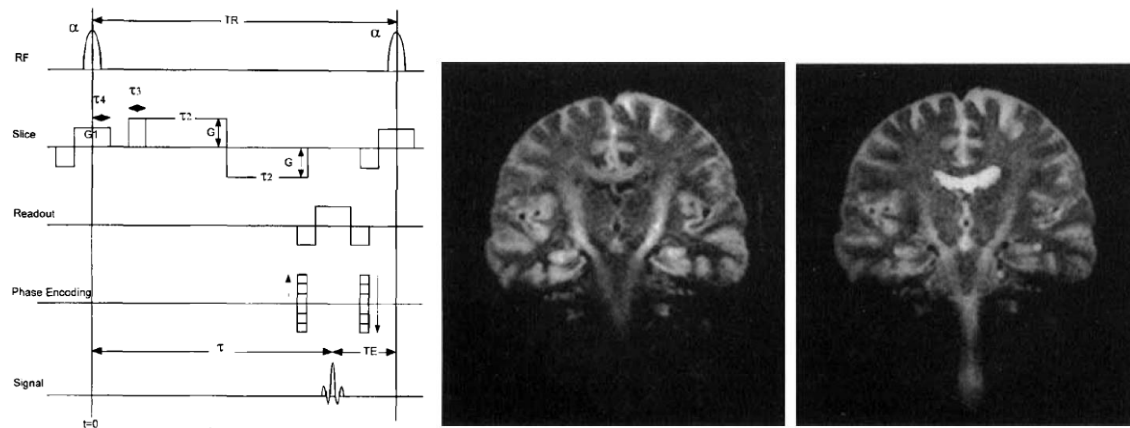 TR
α α
RF
τ4 τ3
τ2
Slice G1 G
G
τ2
Readout
Phase Encoding
τ TE
Signal
t=0